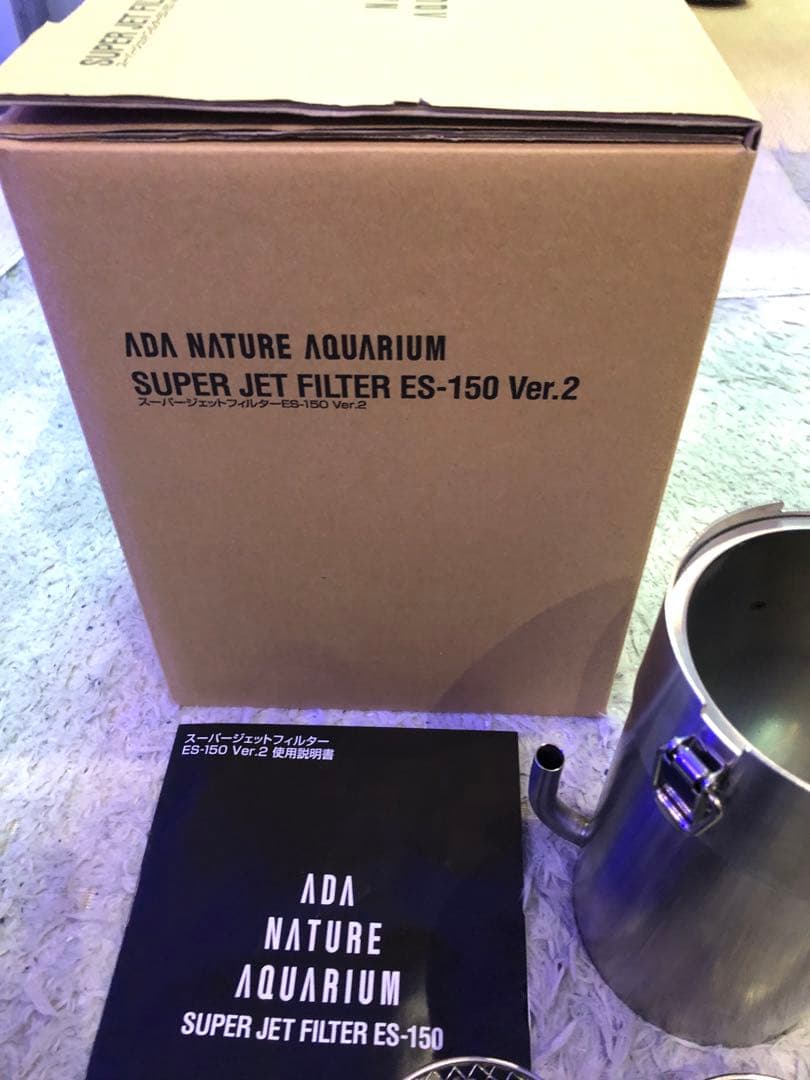 SUPER JET FIL
ADA NATURE AQUARIUM
SUPER JET FILTER ES-150 Ver.2
スーパージェットフィルターES-150 Ver.2
スーパージェットフィルター
ES-150 Ver.2 使用説明書
ADA
NATURE
AQUARIUM
SUPER JET FILTER ES-150